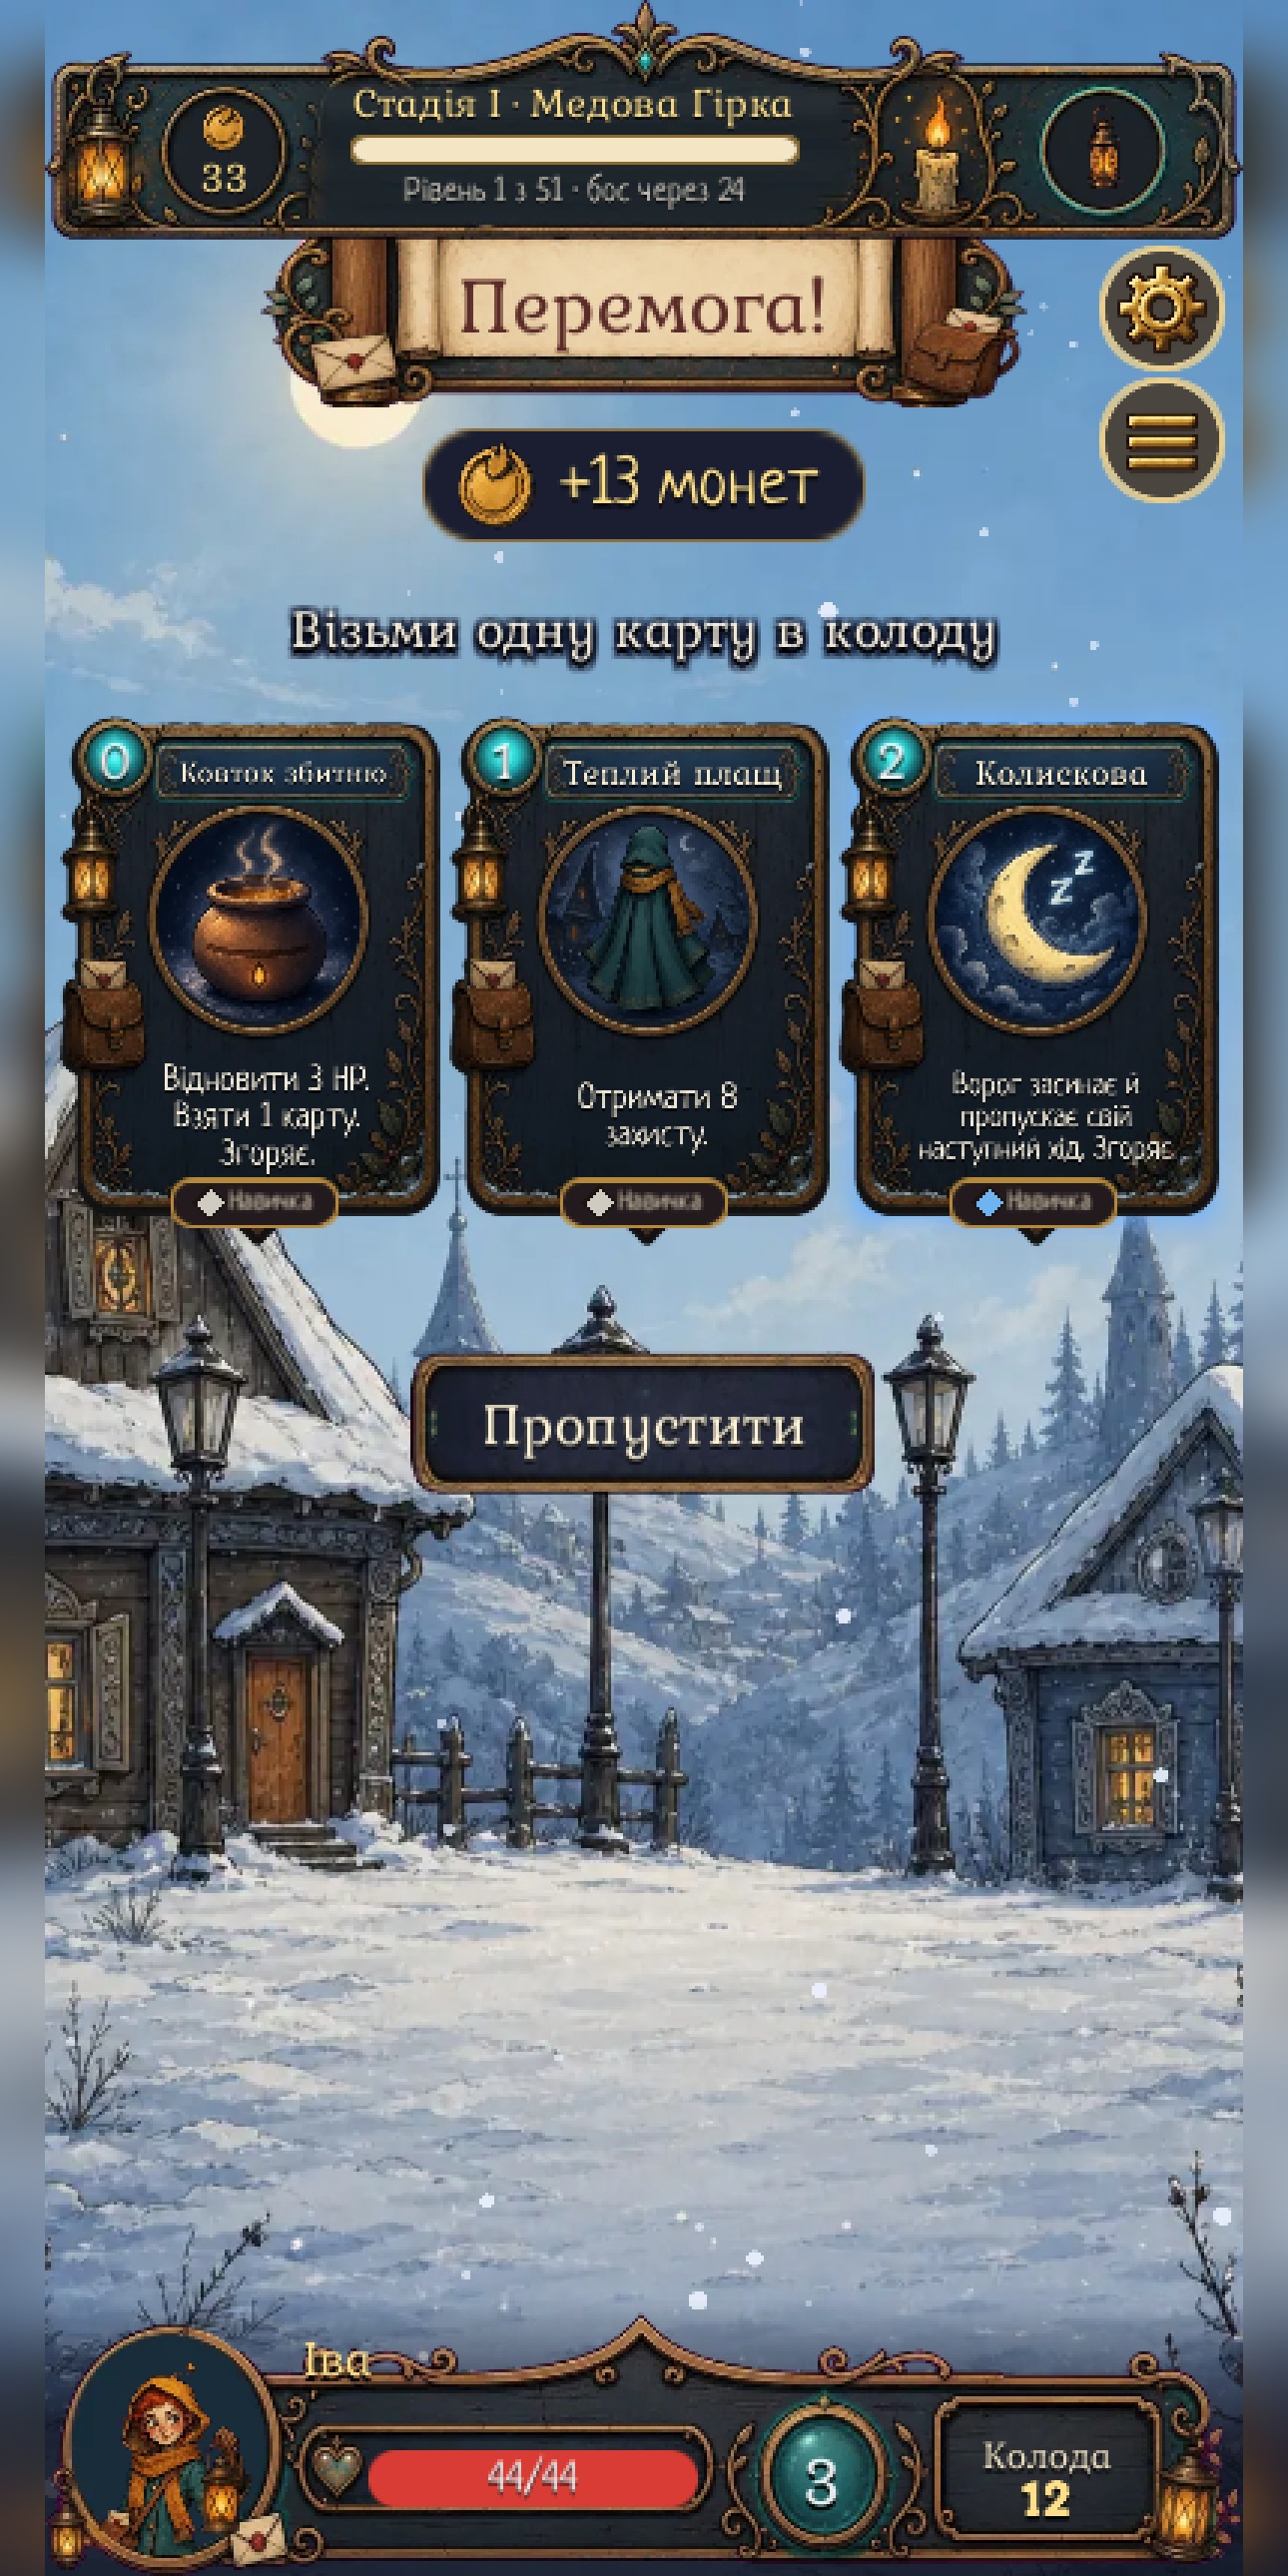 Стадія I · Медова Гірка
33
Рівень 1 з 51 · бос через 24
Перемога!
+13 монет
Візьми одну карту в колоду
0
Ковток збитню
Відновити 3 HP.
Взяти 1 карту.
Згоряє.
Навичка
1
Теплий плащ
Отримати 8
захисту.
Навичка
2
Колискова
Ворог засинає й
пропускає свій
наступний хід. Згоряє.
Навичка
Пропустити
Іва
44/44
3
Колода
12